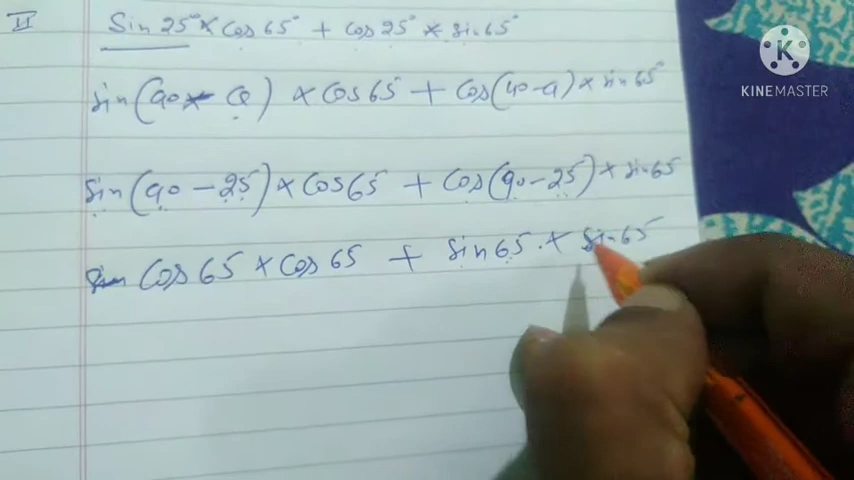 II Sin 25° × Cos 65° + Cos 25° × Sin 65°
Sin(90 - θ) × Cos 65 + Cos(90-θ) × Sin 65°
Sin(90 - 25) × Cos 65 + Cos(90-25) × Sin 65
Cos 65 × Cos 65 + Sin 65 × Sin 65
K
KINEMASTER